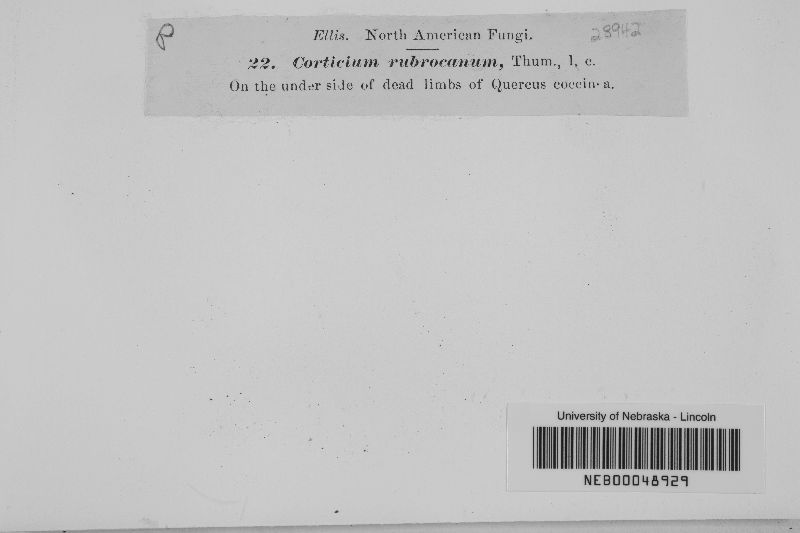 P
Ellis. North American Fungi.
28942
22. Corticium rubrocanum, Thum., l, c.
On the under side of dead limbs of Quercus coccin a.
University of Nebraska - Lincoln
NEB00048929